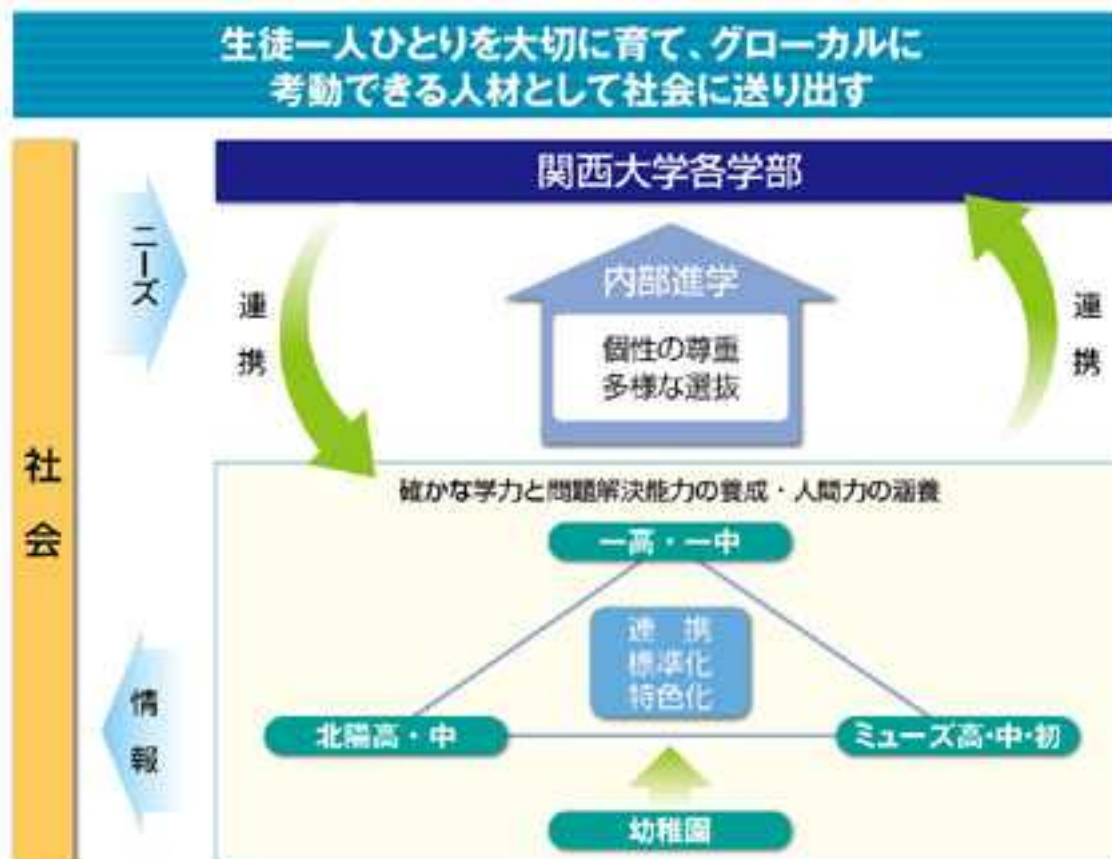 生徒一人ひとりを大切に育て、グローカルに
考動できる人材として社会に送り出す
社会
ニーズ
関西大学各学部
連携
内部進学
個性の尊重
多様な選抜
連携
確かな学力と問題解決能力の養成・人間力の涵養
一高・一中
連 携
標準化
特色化
北陽高・中
ミューズ高・中・初
情報
幼稚園